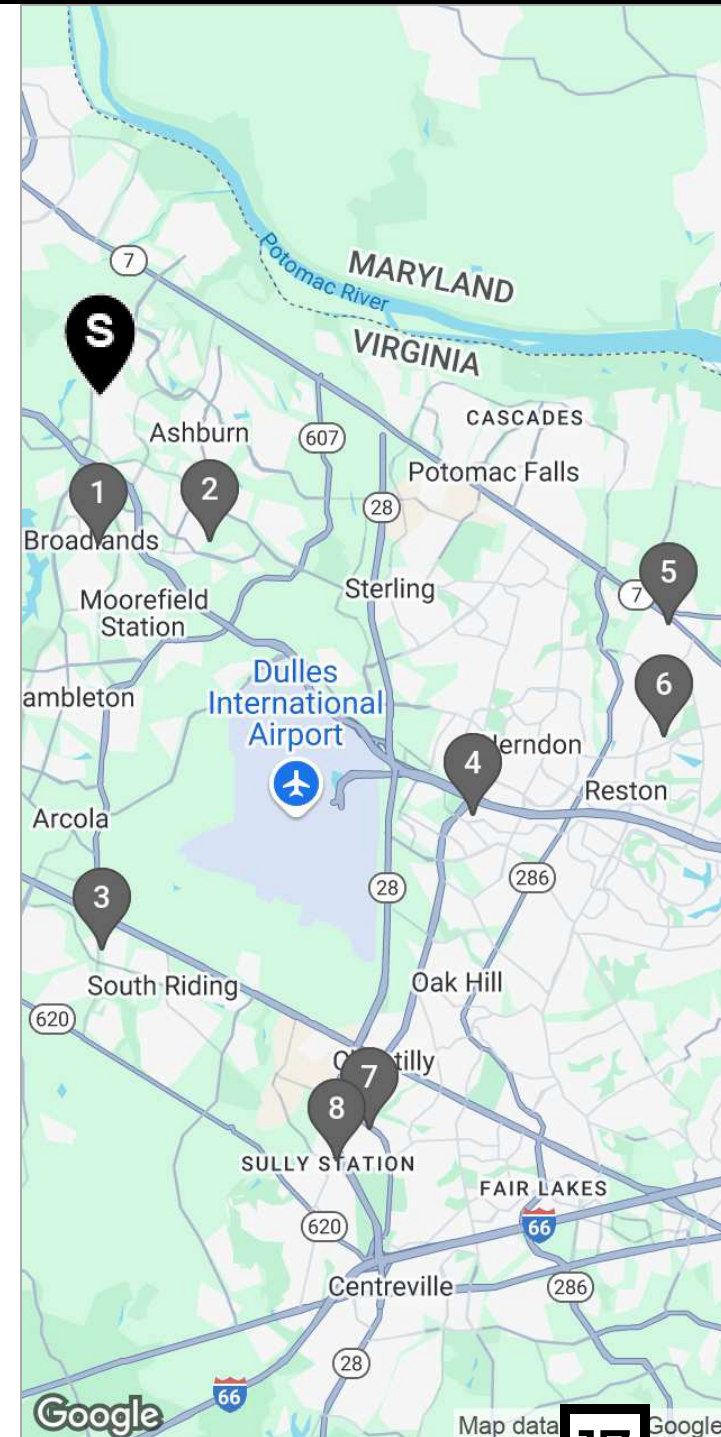 Potomac River
MARYLAND
VIRGINIA
7
S
Ashburn
607
CASCADES
Potomac Falls
28
1
2
Broadlands
Moorefield
Station
Sterling
5
7
6
ambleton
Dulles
International
Airport
Herndon
4
Reston
Arcola
286
28
3
South Riding
Oak Hill
620
tilly
7
8
SULLY STATION
FAIR LAKES
620
66
Centreville
286
28
66
Google
Map data
Google